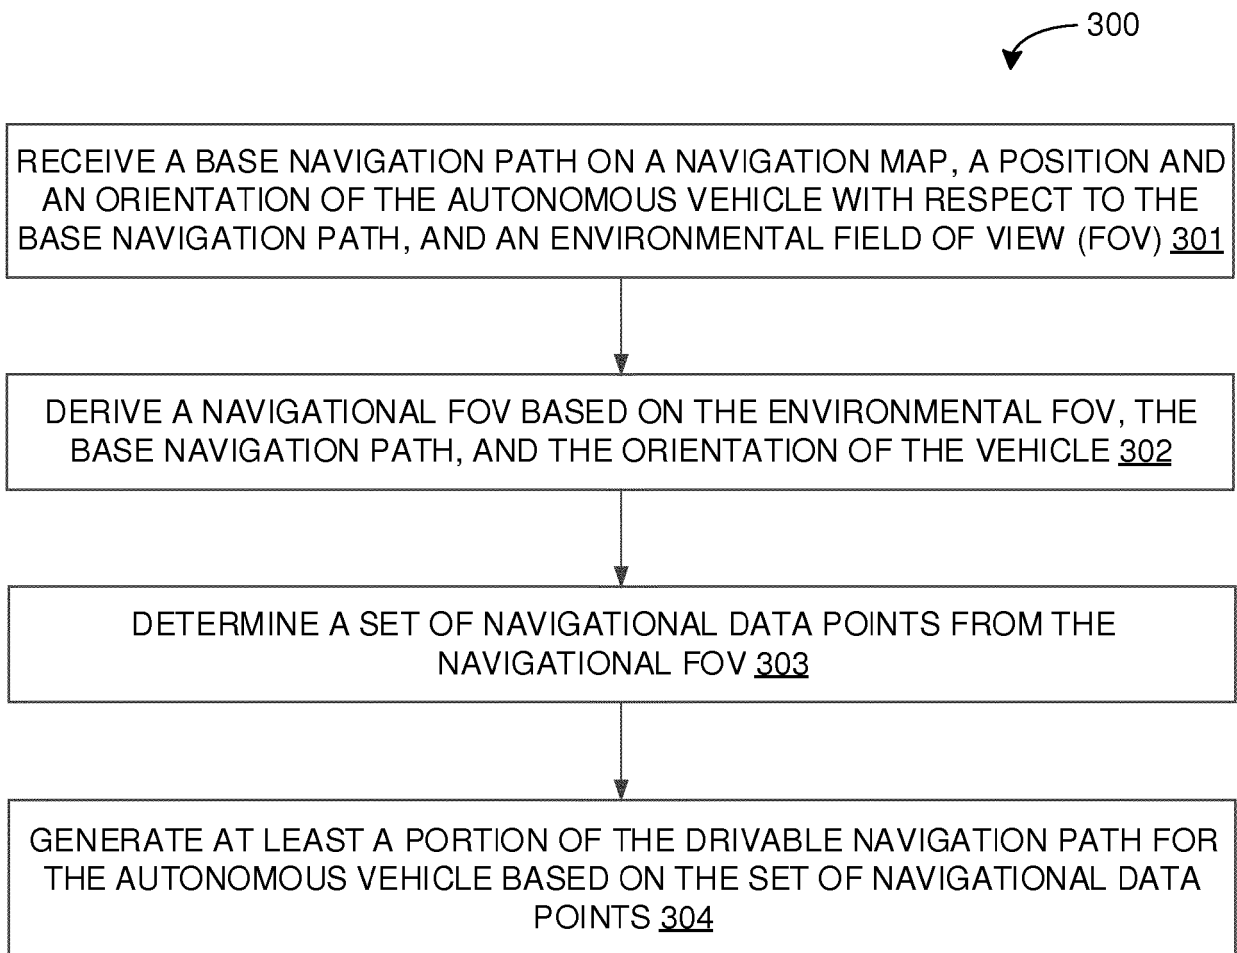 300
RECEIVE A BASE NAVIGATION PATH ON A NAVIGATION MAP, A POSITION AND
AN ORIENTATION OF THE AUTONOMOUS VEHICLE WITH RESPECT TO THE
BASE NAVIGATION PATH, AND AN ENVIRONMENTAL FIELD OF VIEW (FOV) 301
DERIVE A NAVIGATIONAL FOV BASED ON THE ENVIRONMENTAL FOV, THE
BASE NAVIGATION PATH, AND THE ORIENTATION OF THE VEHICLE 302
DETERMINE A SET OF NAVIGATIONAL DATA POINTS FROM THE
NAVIGATIONAL FOV 303
GENERATE AT LEAST A PORTION OF THE DRIVABLE NAVIGATION PATH FOR
THE AUTONOMOUS VEHICLE BASED ON THE SET OF NAVIGATIONAL DATA
POINTS 304